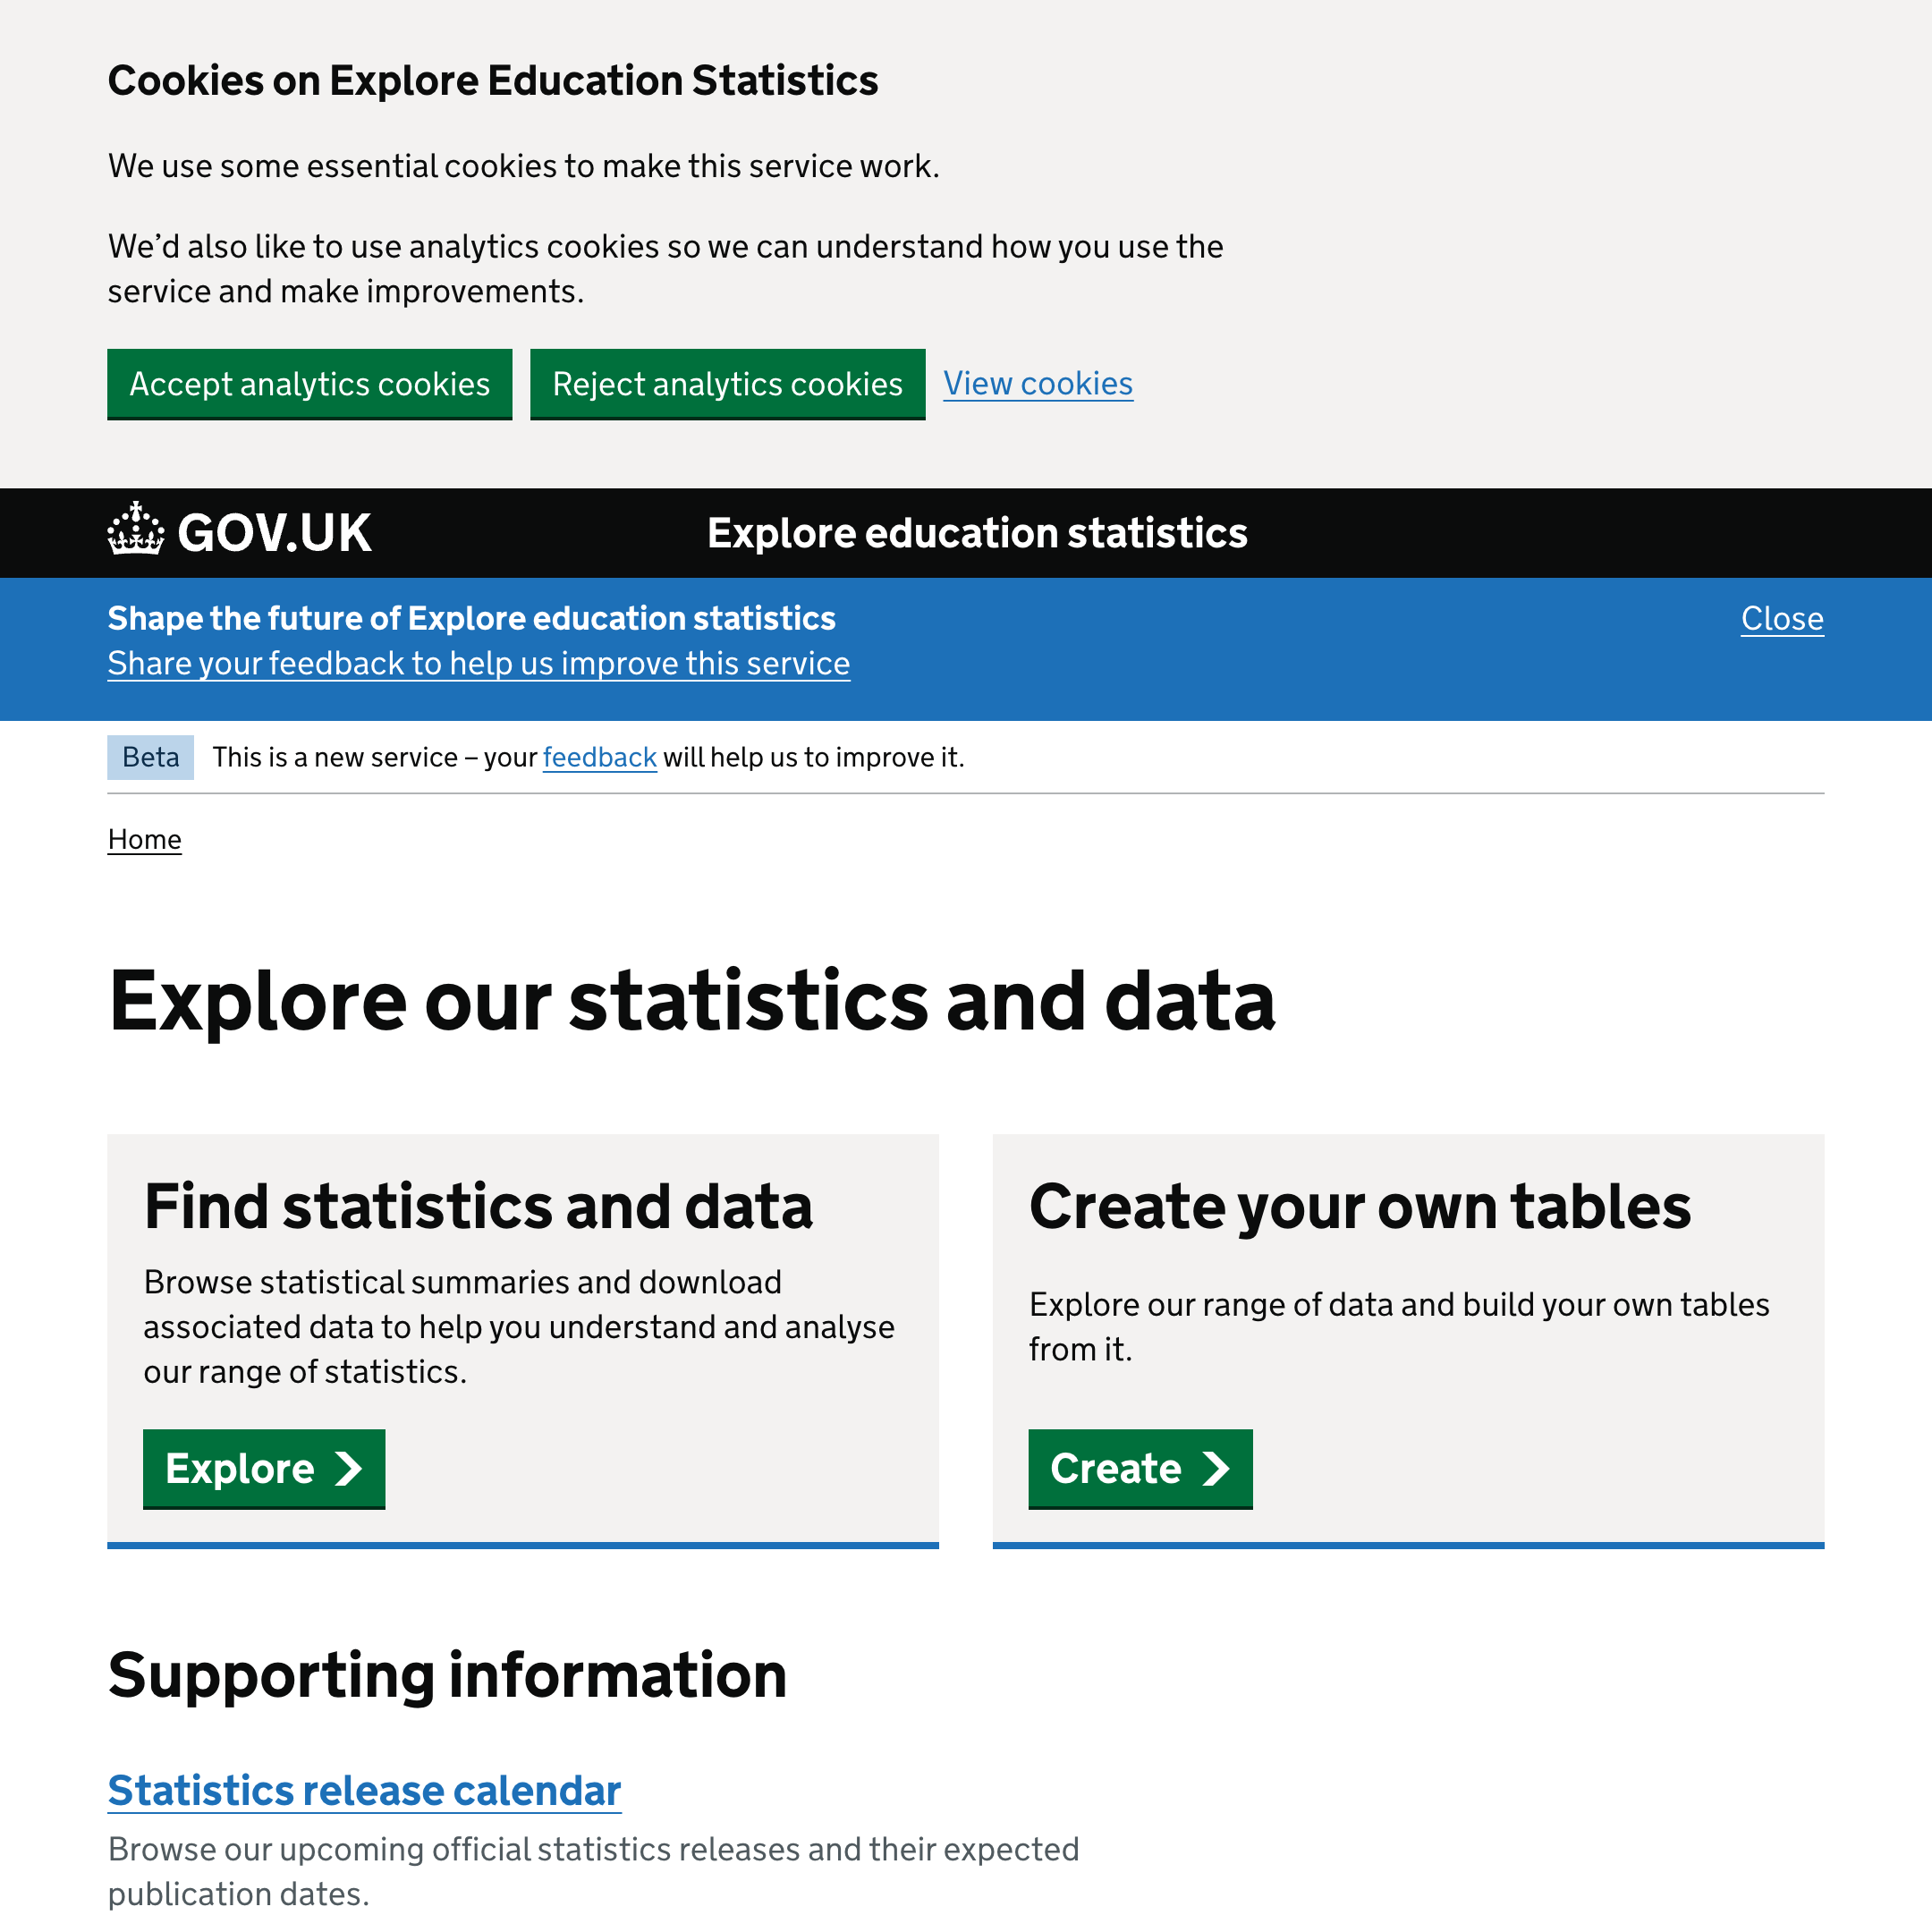 Cookies on Explore Education Statistics
We use some essential cookies to make this service work.
We’d also like to use analytics cookies so we can understand how you use the
service and make improvements.
Accept analytics cookies
Reject analytics cookies
View cookies
GOV.UK
Explore education statistics
Shape the future of Explore education statistics
Close
Share your feedback to help us improve this service
Beta
This is a new service – your feedback will help us to improve it.
Home
Explore our statistics and data
Find statistics and data
Browse statistical summaries and download
associated data to help you understand and analyse
our range of statistics.
Explore
Create your own tables
Explore our range of data and build your own tables
from it.
Create
Supporting information
Statistics release calendar
Browse our upcoming official statistics releases and their expected
publication dates.